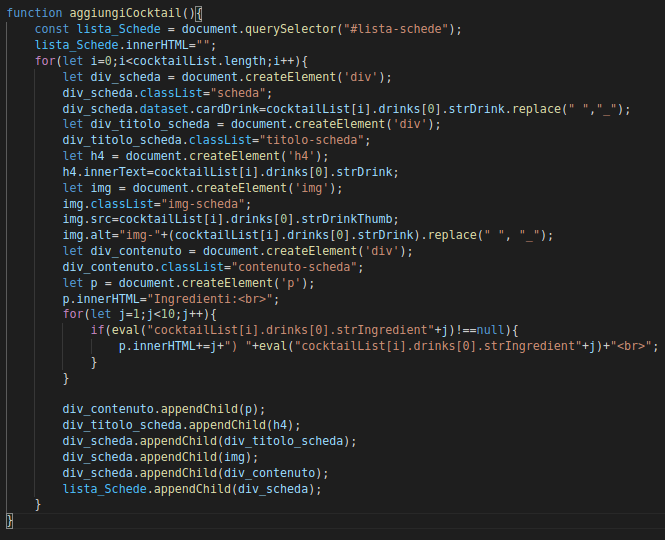 function aggiungiCocktail(){
const lista_Schede = document.querySelector("#lista-schede");
lista_Schede.innerHTML="";
for(let i=0;i<cocktailList.length;i++){
let div_scheda = document.createElement('div');
div_scheda.classList="scheda";
div_scheda.dataset.cardDrink=cocktailList[i].drinks[0].strDrink.replace(" ","_");
let div_titolo_scheda = document.createElement('div');
div_titolo_scheda.classList="titolo-scheda";
let h4 = document.createElement('h4');
h4.innerText=cocktailList[i].drinks[0].strDrink;
let img = document.createElement('img');
img.classList="img-scheda";
img.src=cocktailList[i].drinks[0].strDrinkThumb;
img.alt="img-"+(cocktailList[i].drinks[0].strDrink).replace(" ", "_");
let div_contenuto = document.createElement('div');
div_contenuto.classList="contenuto-scheda";
let p = document.createElement('p');
p.innerHTML="Ingredienti:<br>";
for(let j=1;j<10;j++){
if(eval("cocktailList[i].drinks[0].strIngredient"+j)!==null){
p.innerHTML+=j+") "+eval("cocktailList[i].drinks[0].strIngredient"+j)+"<br>";
}
}
div_contenuto.appendChild(p);
div_titolo_scheda.appendChild(h4);
div_scheda.appendChild(div_titolo_scheda);
div_scheda.appendChild(img);
div_scheda.appendChild(div_contenuto);
lista_Schede.appendChild(div_scheda);
}
}